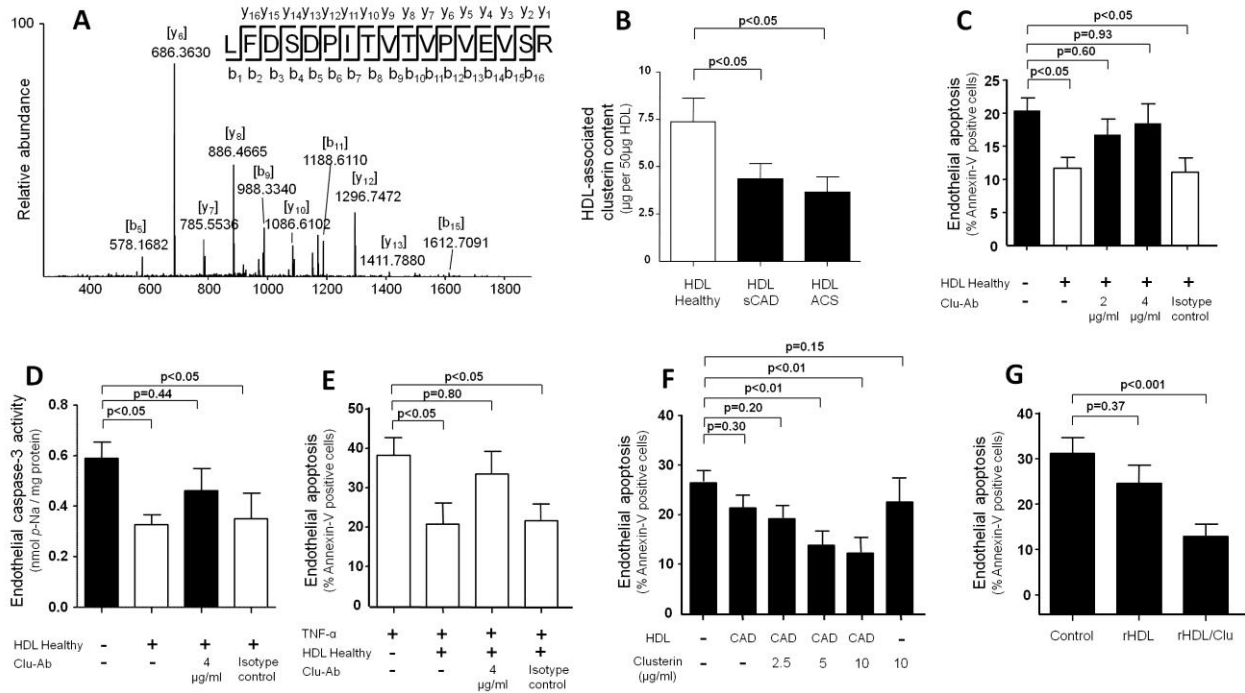 A
y16 y15 y14 y13 y12 y11 y10 y9 y8 y7 y6 y5 y4 y3 y2 y1
LFDSDPITVTVPVEVSR
b1 b2 b3 b4 b5 b6 b7 b8 b9 b10 b11 b12 b13 b14 b15 b16
100
Relative abundance
[y6]
686.3630
[y8]
886.4665
[b11]
1188.6110
[b9]
988.3340
[y12]
1296.7472
[y7]
785.5536
[y10]
1086.6102
[b5]
578.1682
[y13]
1411.7880
[b15]
1612.7091
400 600 800 1000 1200 1400 1600 1800
B
p<0.05
p<0.05
HDL-associated
clusterin content
(µg per 50µg HDL)
10
7.5
5.0
2.5
0
HDL HDL HDL
Healthy sCAD ACS
C
p<0.05
p=0.93
p=0.60
p<0.05
Endothelial apoptosis
(% Annexin-V positive cells)
25
20
15
10
5
0
HDL Healthy - + + + +
Clu-Ab - - 2 4 Isotype
µg/ml µg/ml control
D
p<0.05
p=0.44
p<0.05
Endothelial caspase-3 activity
(nmol p-Na / mg protein)
0.8
0.6
0.4
0.2
0.0
HDL Healthy - + + +
Clu-Ab - - 4 Isotype
µg/ml control
E
p<0.05
p=0.80
p<0.05
Endothelial apoptosis
(% Annexin-V positive cells)
50
40
30
20
10
0
TNF-α + + + +
HDL Healthy - + + +
Clu-Ab - - 4 Isotype
µg/ml control
F
p=0.15
p<0.01
p<0.01
p=0.20
p=0.30
Endothelial apoptosis
(% Annexin-V positive cells)
40
30
20
10
0
HDL - CAD CAD CAD CAD -
Clusterin - - 2.5 5 10 10
(µg/ml)
G
p<0.001
p=0.37
Endothelial apoptosis
(% Annexin-V positive cells)
40
30
20
10
0
Control rHDL rHDL/Clu